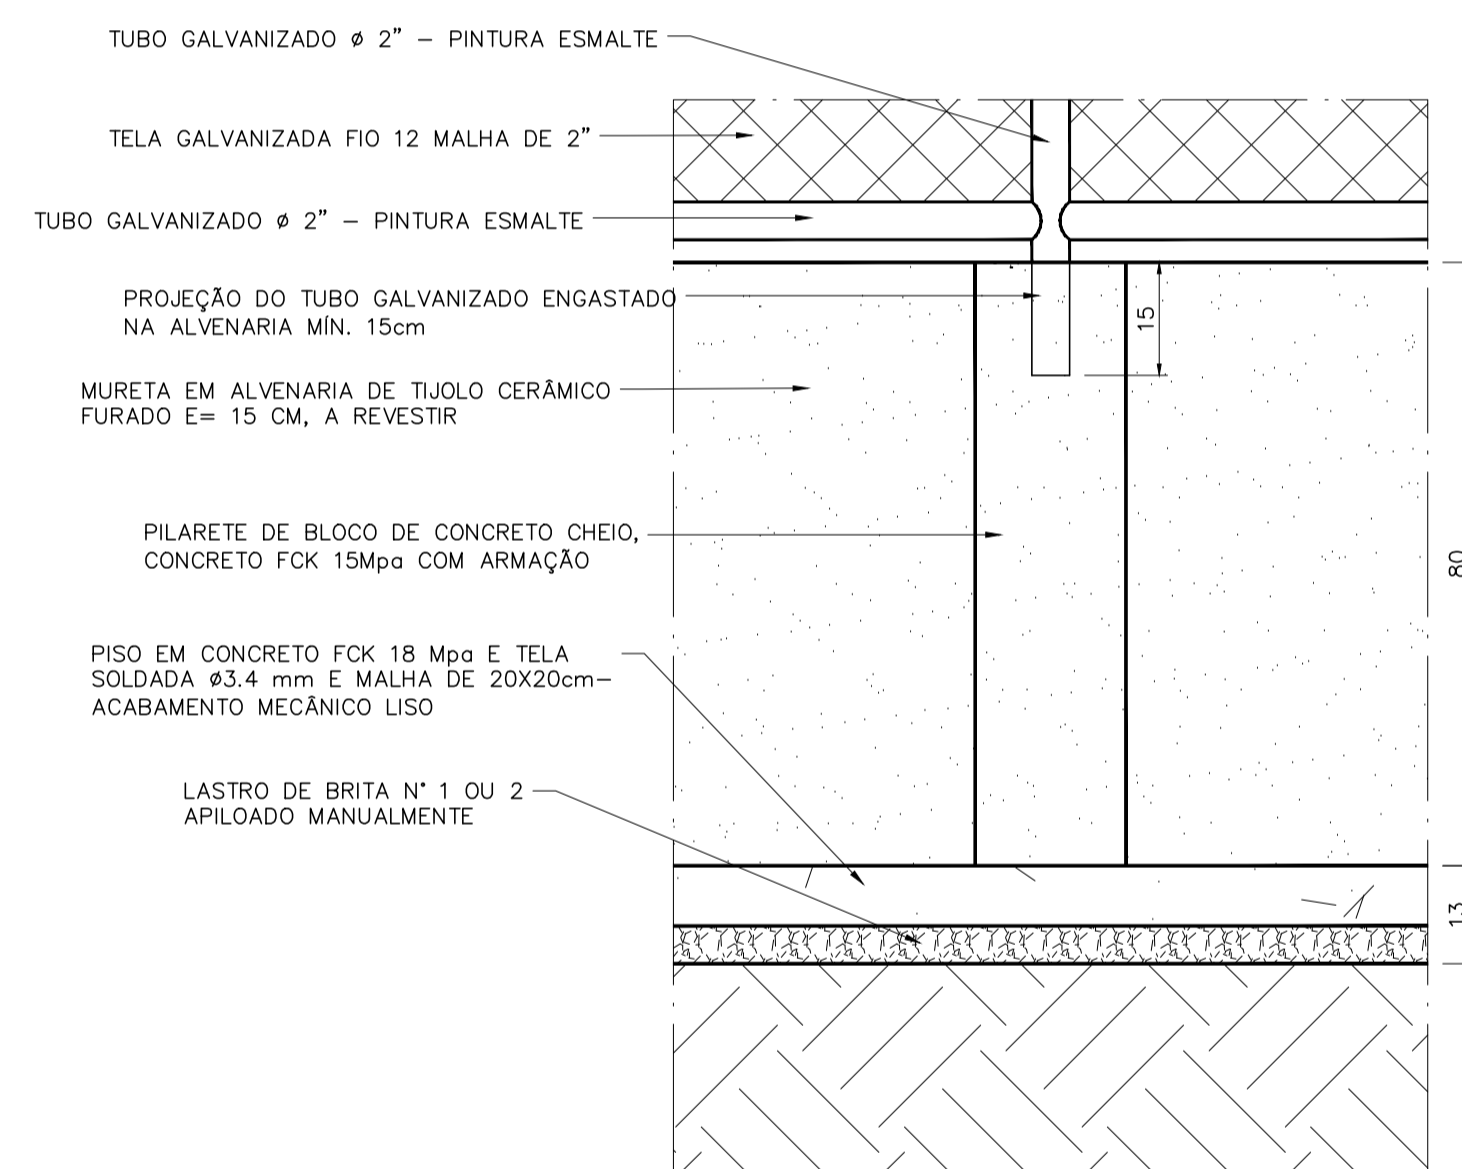 TUBO GALVANIZADO ø 2” – PINTURA ESMALTE
TELA GALVANIZADA FIO 12 MALHA DE 2”
TUBO GALVANIZADO ø 2” – PINTURA ESMALTE
PROJEÇÃO DO TUBO GALVANIZADO ENGASTADO
NA ALVENARIA MÍN. 15cm
15
MURETA EM ALVENARIA DE TIJOLO CERÂMICO
FURADO E= 15 CM, A REVESTIR
PILARETE DE BLOCO DE CONCRETO CHEIO,
CONCRETO FCK 15Mpa COM ARMAÇÃO
80
PISO EM CONCRETO FCK 18 Mpa E TELA
SOLDADA ø3.4 mm E MALHA DE 20X20cm–
ACABAMENTO MECÂNICO LISO
LASTRO DE BRITA N° 1 OU 2
APILOADO MANUALMENTE
13